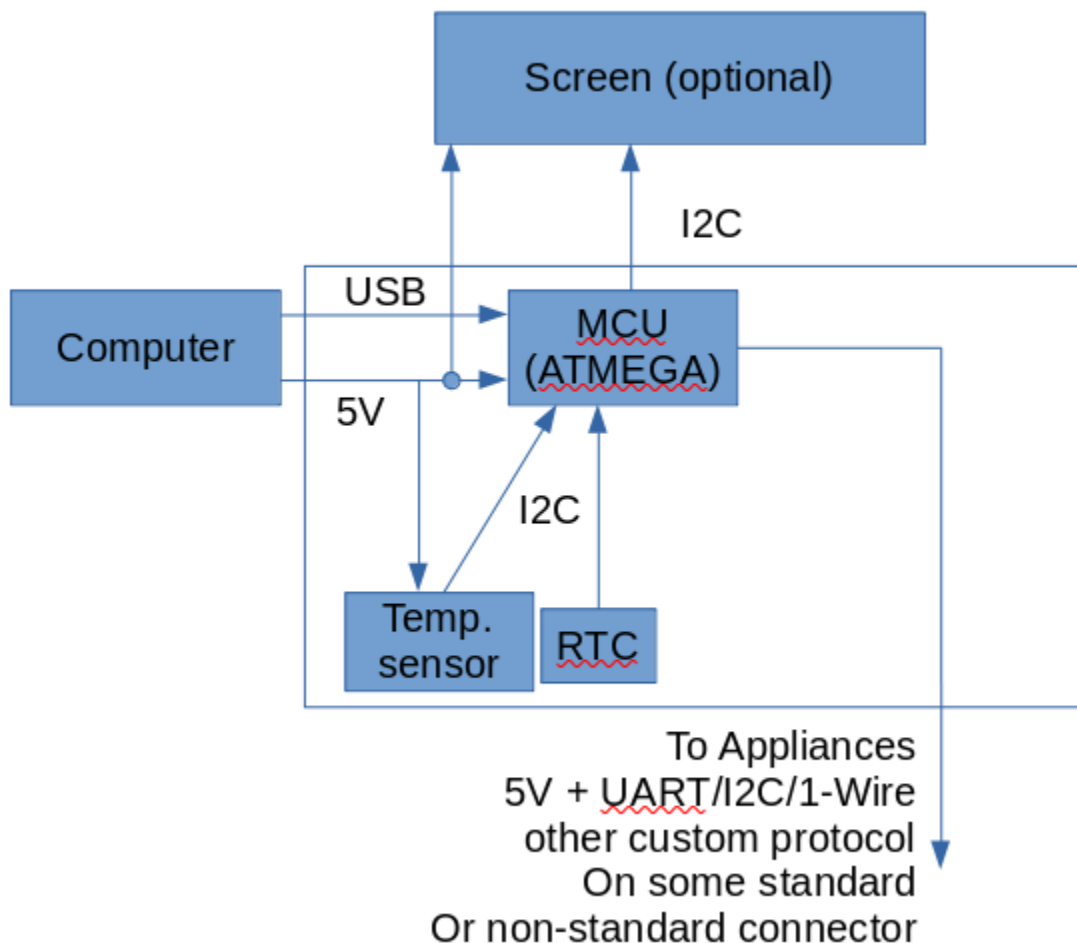 Screen (optional)
I2C
USB
Computer
MCU
(ATMEGA)
5V
I2C
Temp.
sensor
RTC
To Appliances
5V + UART/I2C/1-Wire
other custom protocol
On some standard
Or non-standard connector